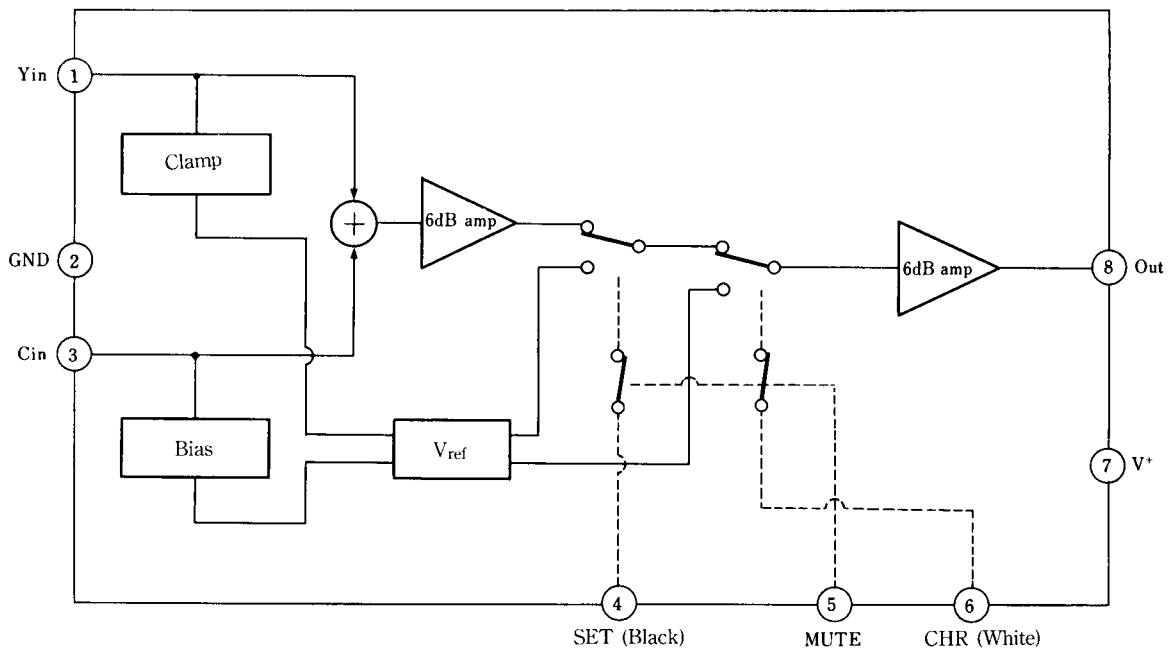 Yin
1
Clamp
+
6dB amp
6dB amp
GND
2
8
Out
Cin
3
Bias
Vref
7
V⁺
4
5
6
SET (Black)
MUTE
CHR (White)